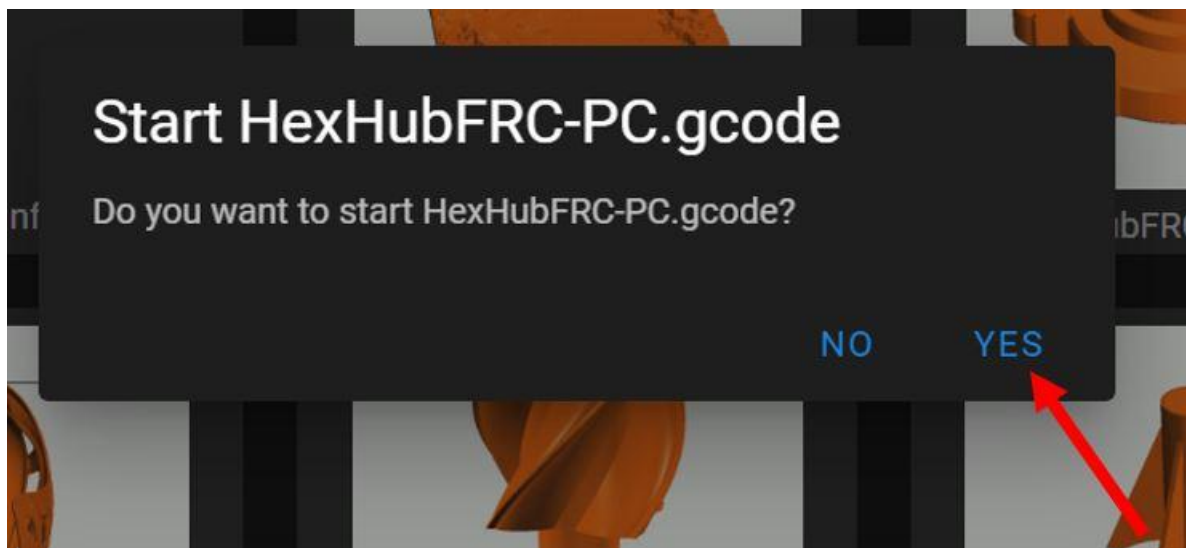 Start HexHubFRC-PC.gcode
Do you want to start HexHubFRC-PC.gcode?
NO YES